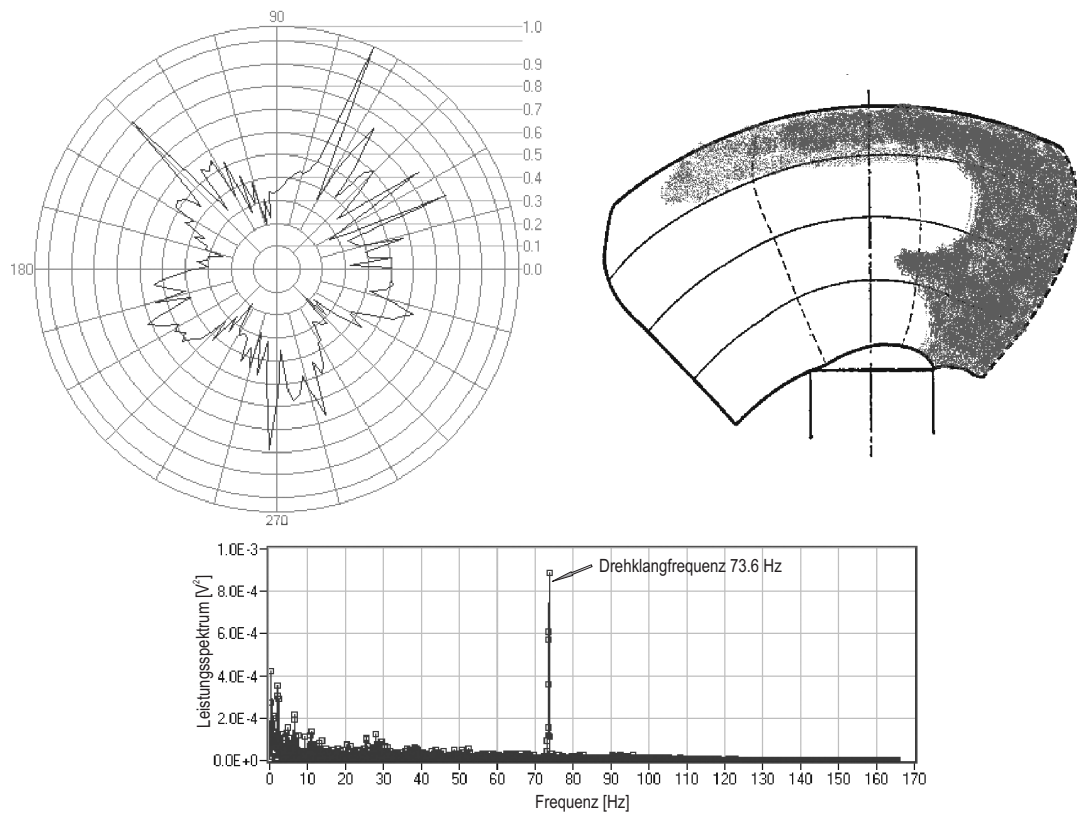 90
1.0
0.9
0.8
0.7
0.6
0.5
0.4
0.3
0.2
0.1
180
0.0
270
1.0E-3
8.0E-4
6.0E-4
4.0E-4
2.0E-4
0.0E+0
Leistungsspektrum [V²]
Drehklangfrequenz 73.6 Hz
0 10 20 30 40 50 60 70 80 90 100 110 120 130 140 150 160 170
Frequenz [Hz]